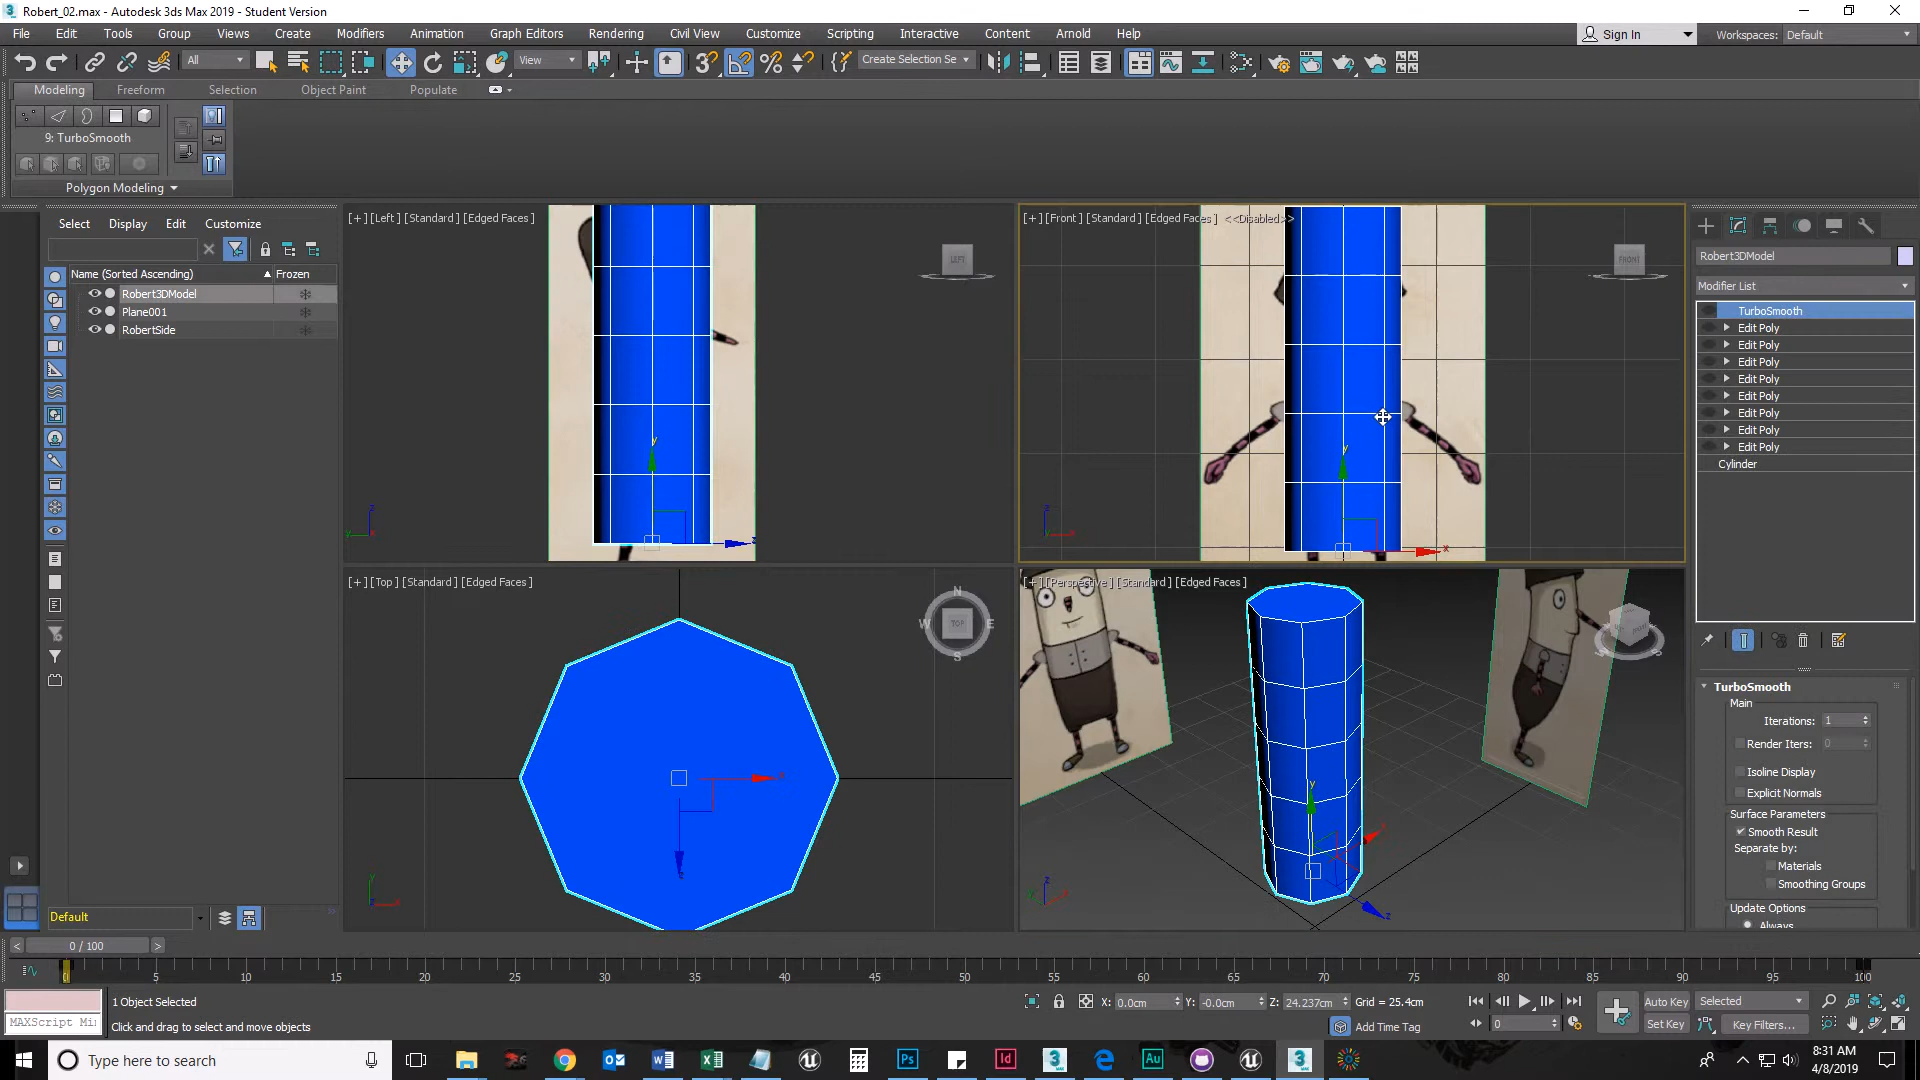 Robert_02.max - Autodesk 3ds Max 2019 - Student Version
File Edit Tools Group Views Create Modifiers Animation Graph Editors Rendering Civil View Customize Scripting Interactive Content Arnold Help
Sign In Workspaces: Default
All View Create Selection Se
Modeling Freeform Selection Object Paint Populate
9: TurboSmooth
Polygon Modeling
Select Display Edit Customize
Name (Sorted Ascending) Frozen
Robert3DModel
Plane001
RobertSide
[+] [Left] [Standard] [Edged Faces]
LEFT
[+] [Front] [Standard] [Edged Faces] <<Disabled>>
FRONT
[+] [Top] [Standard] [Edged Faces]
N
W TOP E
S
[+] [Perspective] [Standard] [Edged Faces]
Robert3DModel
Modifier List
TurboSmooth
Edit Poly
Edit Poly
Edit Poly
Edit Poly
Edit Poly
Edit Poly
Edit Poly
Edit Poly
Cylinder
TurboSmooth
Main
Iterations: 1
Render Iters: 0
Isoline Display
Explicit Normals
Surface Parameters
Smooth Result
Separate by:
Materials
Smoothing Groups
Update Options
Always
Default
0 / 100
0 5 10 15 20 25 30 35 40 45 50 55 60 65 70 75 80 85 90 95 100
1 Object Selected
X: 0.0cm Y: -0.0cm Z: 24.237cm Grid = 25.4cm
Auto Key Selected
MAXScript Mi
Click and drag to select and move objects
Add Time Tag
0
Set Key Key Filters...
Type here to search
8:31 AM
4/8/2019